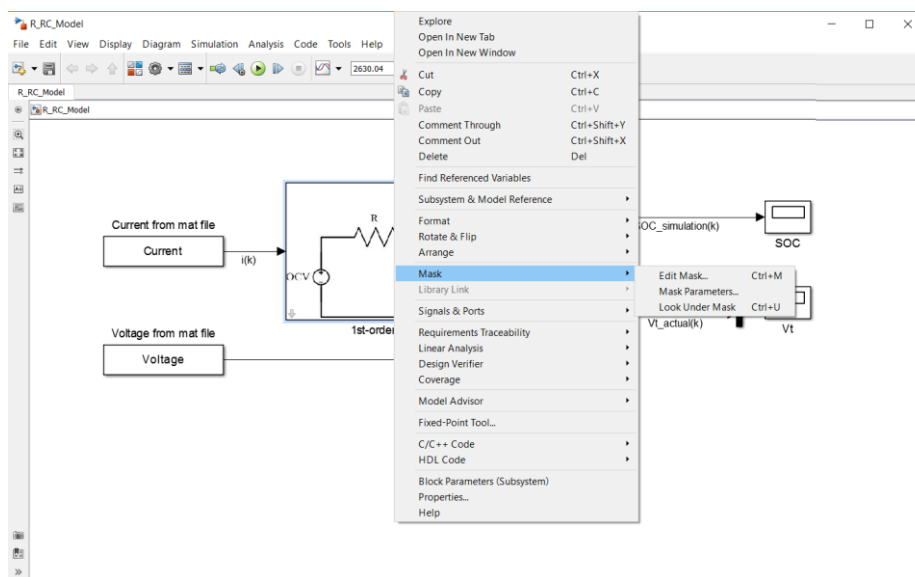 R_RC_Model
File Edit View Display Diagram Simulation Analysis Code Tools Help
2630.04
R_RC_Model
R_RC_Model
Explore
Open In New Tab
Open In New Window
Cut Ctrl+X
Copy Ctrl+C
Paste Ctrl+V
Comment Through Ctrl+Shift+Y
Comment Out Ctrl+Shift+X
Delete Del
Find Referenced Variables
Subsystem & Model Reference
Format
Rotate & Flip
Arrange
Mask
Library Link
Signals & Ports
Requirements Traceability
Linear Analysis
Design Verifier
Coverage
Model Advisor
Fixed-Point Tool...
C/C++ Code
HDL Code
Block Parameters (Subsystem)
Properties...
Help
Edit Mask... Ctrl+M
Mask Parameters...
Look Under Mask Ctrl+U
Current from mat file
Current
i(k)
R
OCV
1st-order
Voltage from mat file
Voltage
SOC_simulation(k)
SOC
Vt_actual(k)
Vt